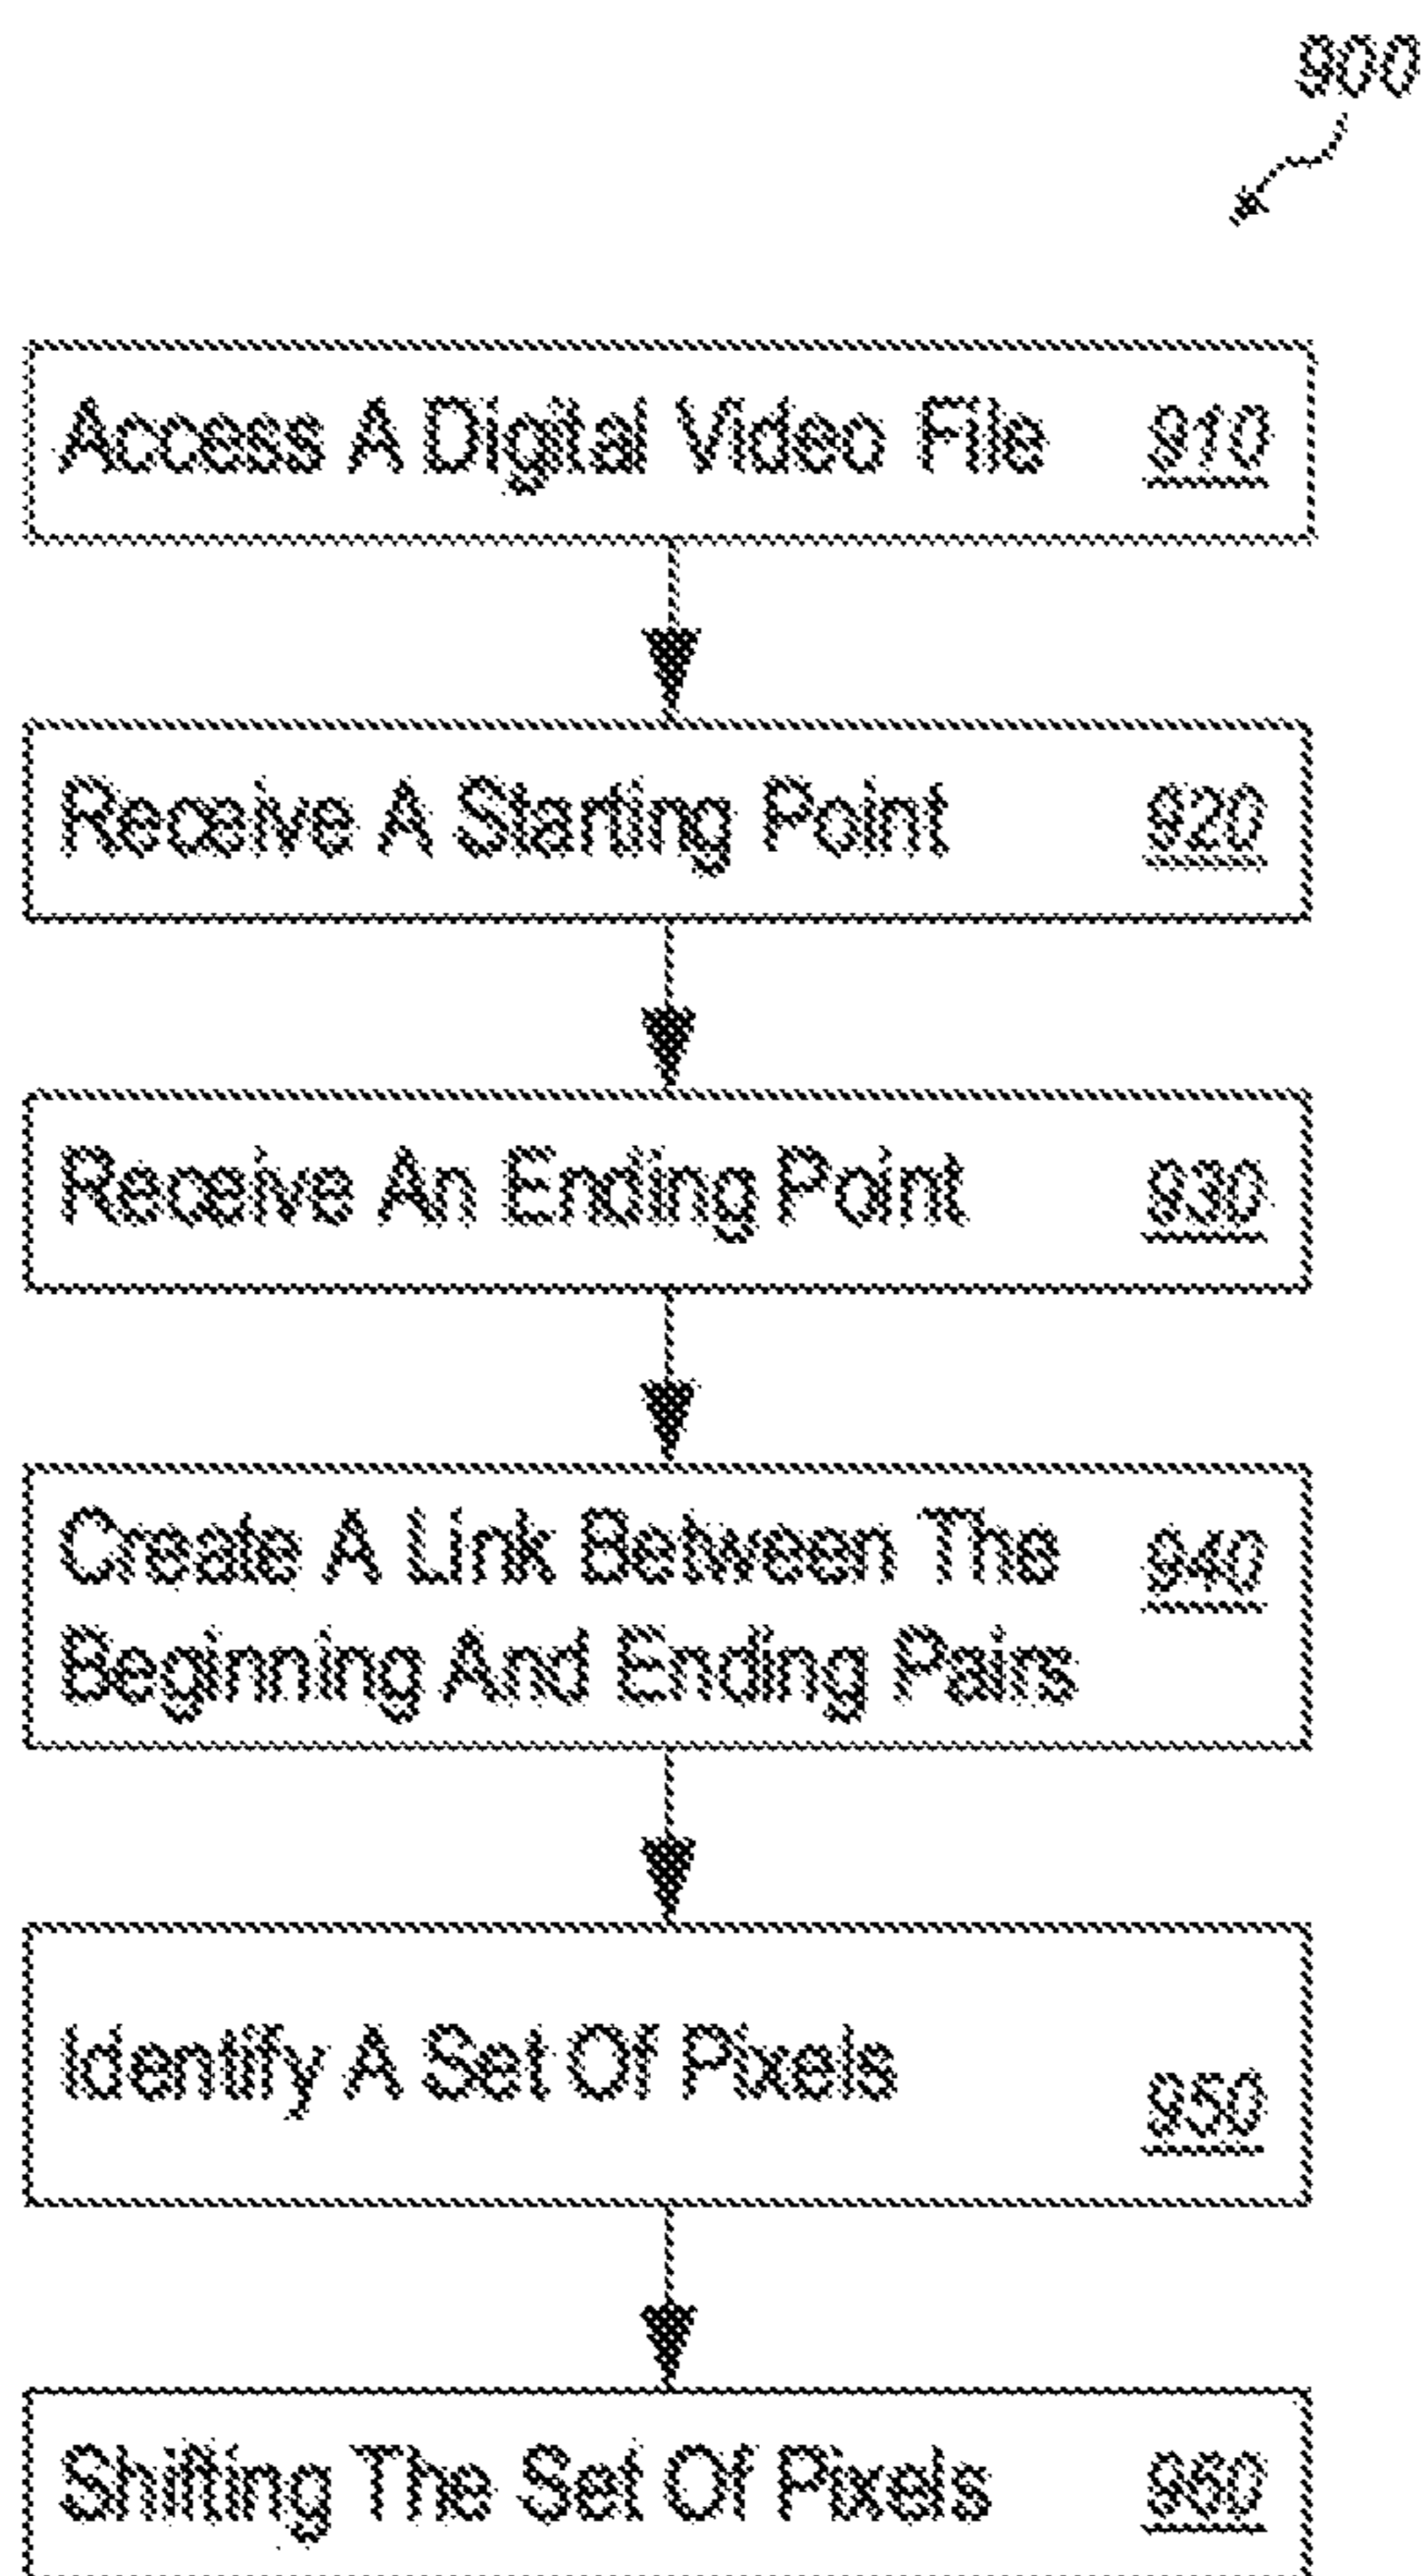 900
Access A Digital Video File 910
Receive A Starting Point 920
Receive An Ending Point 930
Create A Link Between The 940
Beginning And Ending Pairs
Identify A Set Of Pixels 950
Shifting The Set Of Pixels 960